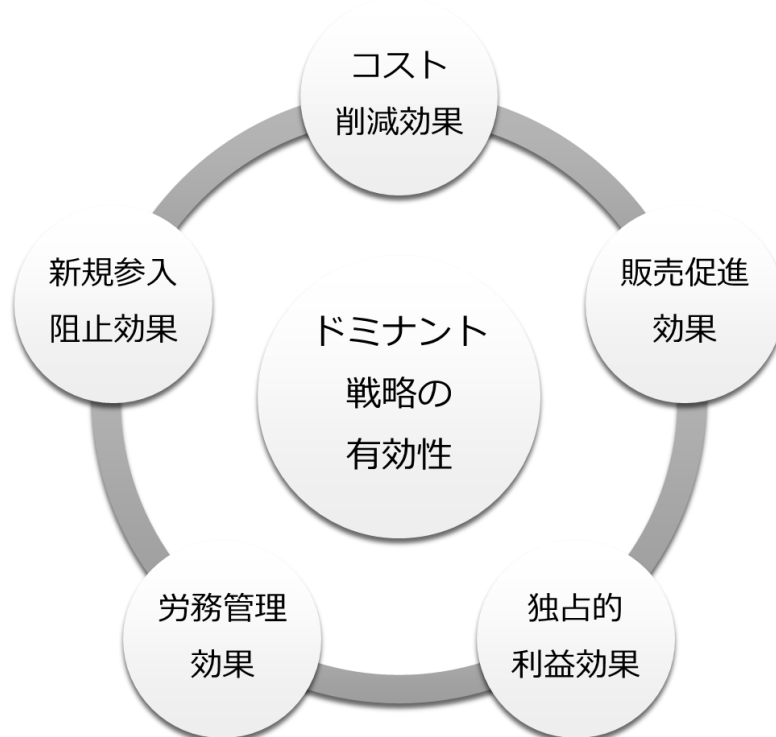 コスト
削減効果
販売促進
効果
独占的
利益効果
労務管理
効果
新規参入
阻止効果
ドミナント
戦略の
有効性